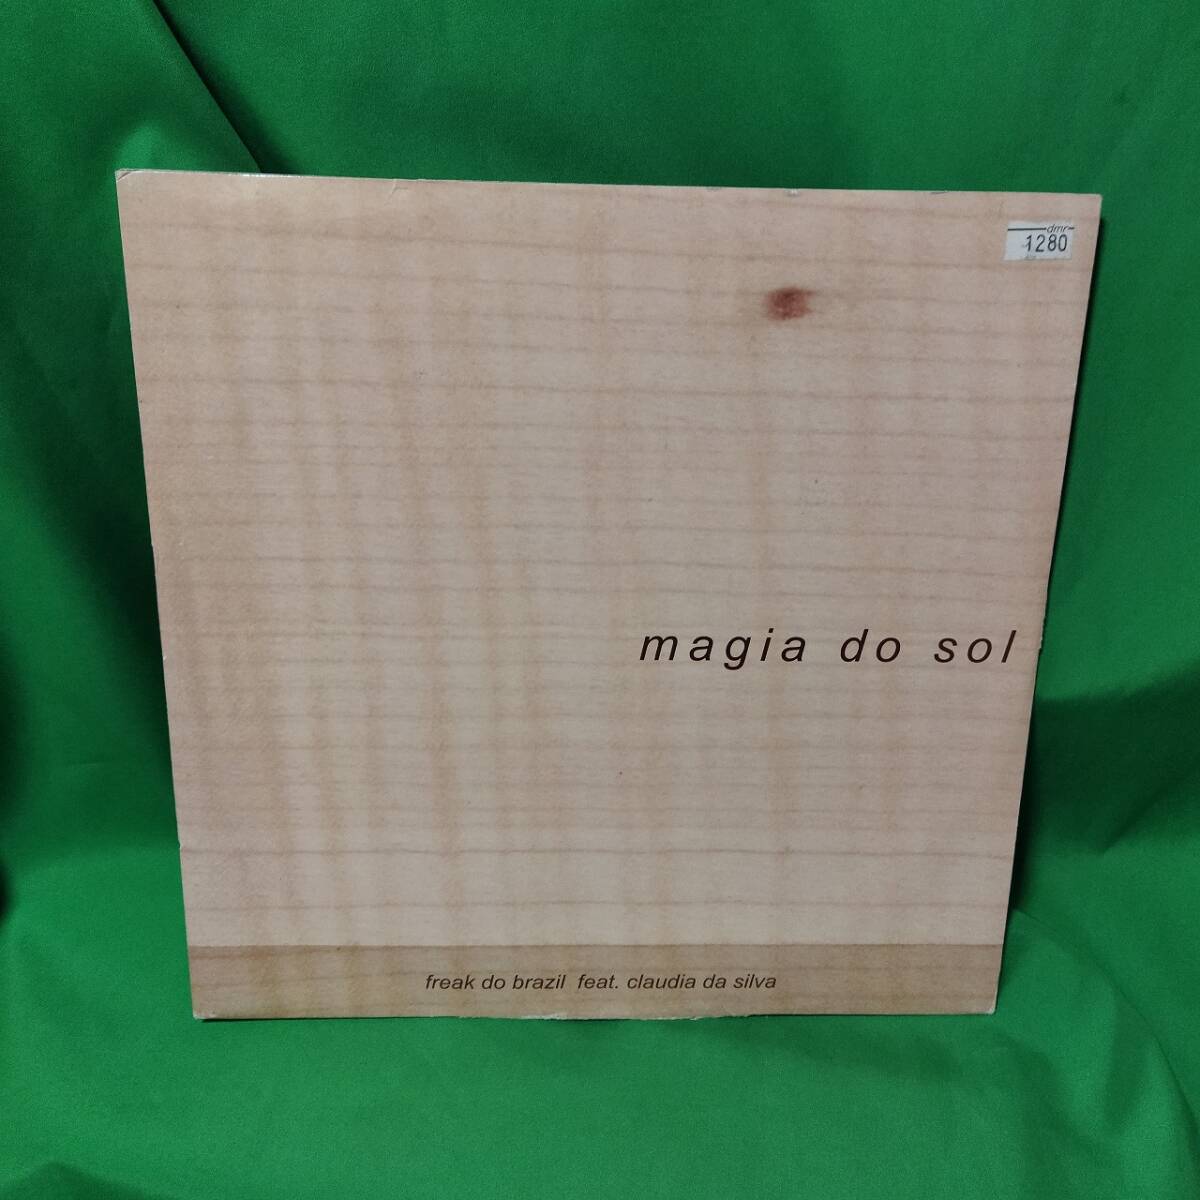 dmr
1280
magia do sol
freak do brazil feat. claudia da silva